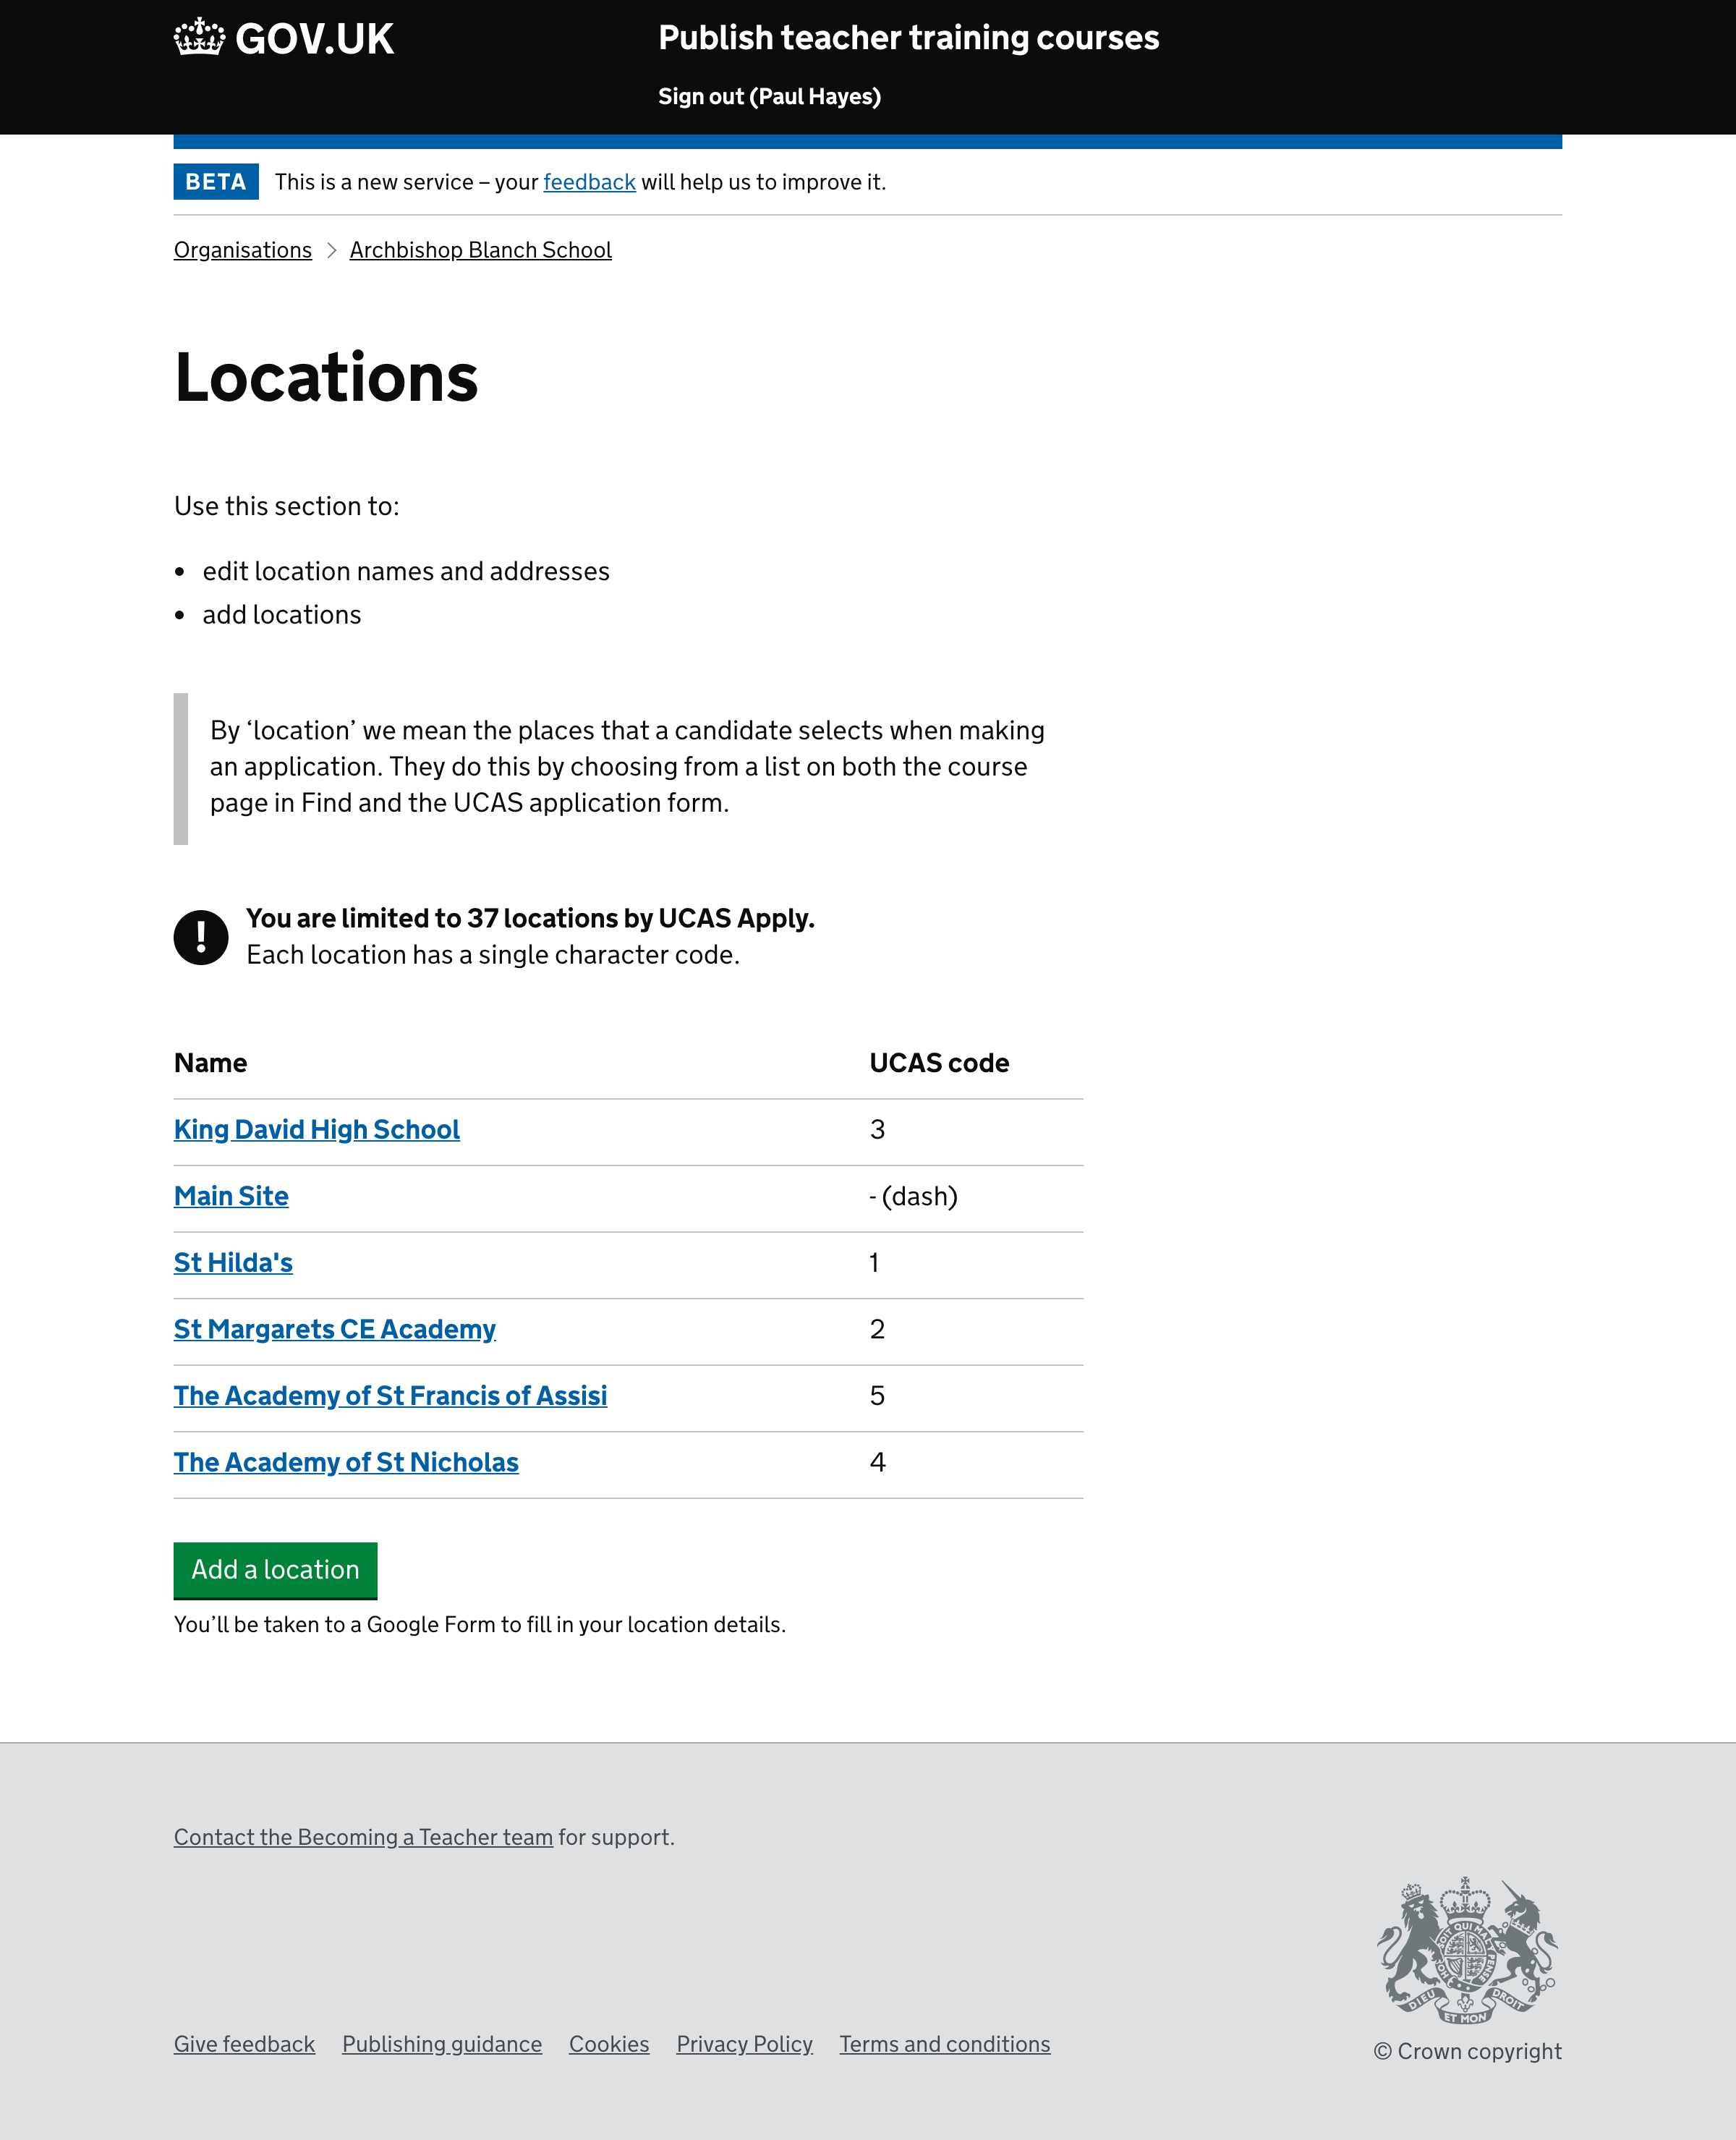 GOV.UK
Publish teacher training courses
Sign out (Paul Hayes)
BETA This is a new service – your feedback will help us to improve it.
Organisations Archbishop Blanch School
Locations
Use this section to:
• edit location names and addresses
• add locations
By ‘location’ we mean the places that a candidate selects when making
an application. They do this by choosing from a list on both the course
page in Find and the UCAS application form.
! You are limited to 37 locations by UCAS Apply.
Each location has a single character code.
Name UCAS code
King David High School 3
Main Site - (dash)
St Hilda's 1
St Margarets CE Academy 2
The Academy of St Francis of Assisi 5
The Academy of St Nicholas 4
Add a location
You’ll be taken to a Google Form to fill in your location details.
Contact the Becoming a Teacher team for support.
DIEU ET MON DROIT
Give feedback Publishing guidance Cookies Privacy Policy Terms and conditions
© Crown copyright